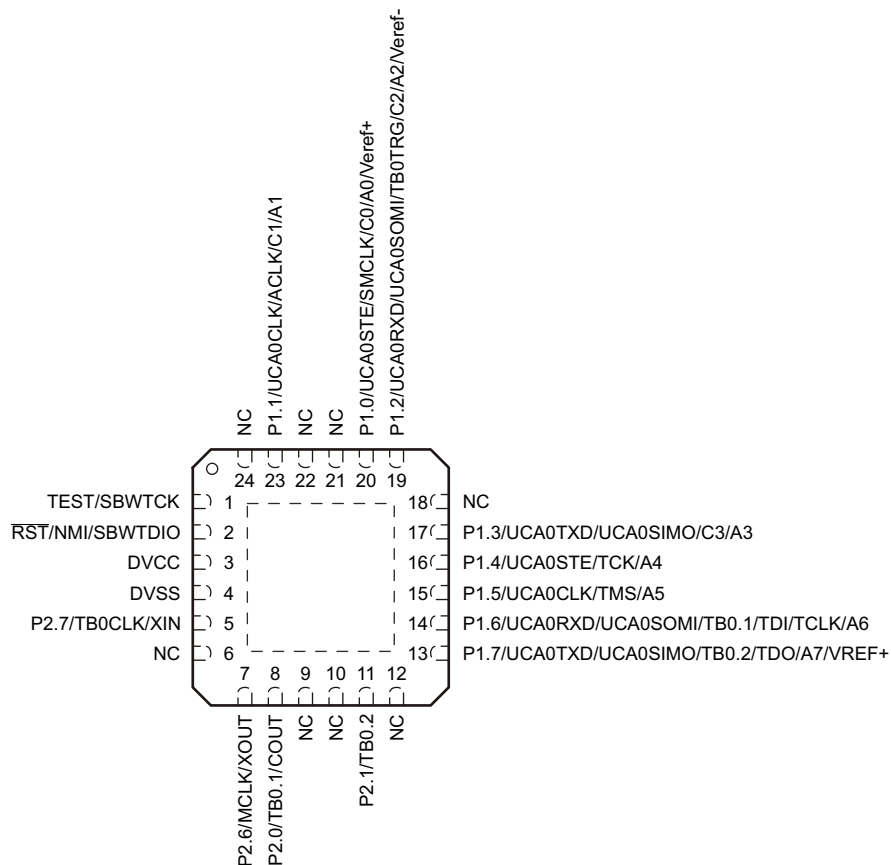 NC
P1.1/UCA0CLK/ACLK/C1/A1
NC
NC
P1.0/UCA0STE/SMCLK/C0/A0/Veref+
P1.2/UCA0RXD/UCA0SOMI/TB0TRG/C2/A2/Veref-
24 23 22 21 20 19
TEST/SBWTCK 1
RST/NMI/SBWTDIO 2
DVCC 3
DVSS 4
P2.7/TB0CLK/XIN 5
NC 6
18 NC
17 P1.3/UCA0TXD/UCA0SIMO/C3/A3
16 P1.4/UCA0STE/TCK/A4
15 P1.5/UCA0CLK/TMS/A5
14 P1.6/UCA0RXD/UCA0SOMI/TB0.1/TDI/TCLK/A6
13 P1.7/UCA0TXD/UCA0SIMO/TB0.2/TDO/A7/VREF+
7 8 9 10 11 12
P2.6/MCLK/XOUT
P2.0/TB0.1/COUT
NC
NC
P2.1/TB0.2
NC